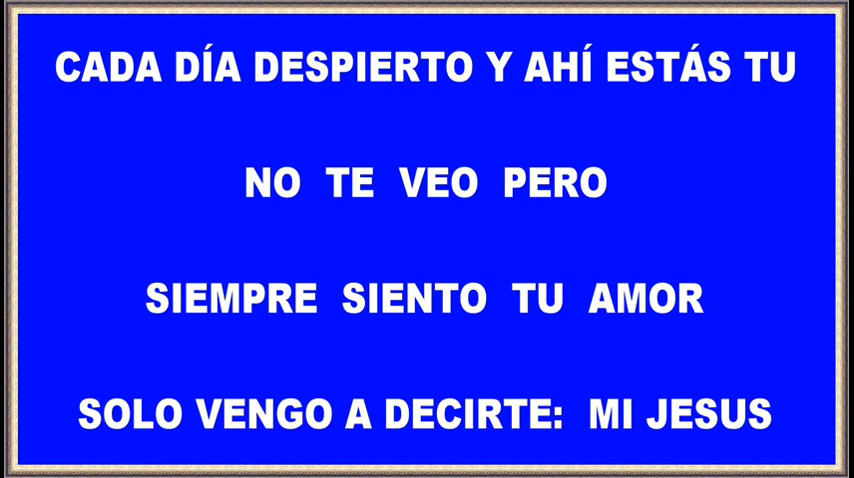 CADA DÍA DESPIERTO Y AHÍ ESTÁS TU
NO TE VEO PERO
SIEMPRE SIENTO TU AMOR
SOLO VENGO A DECIRTE: MI JESUS